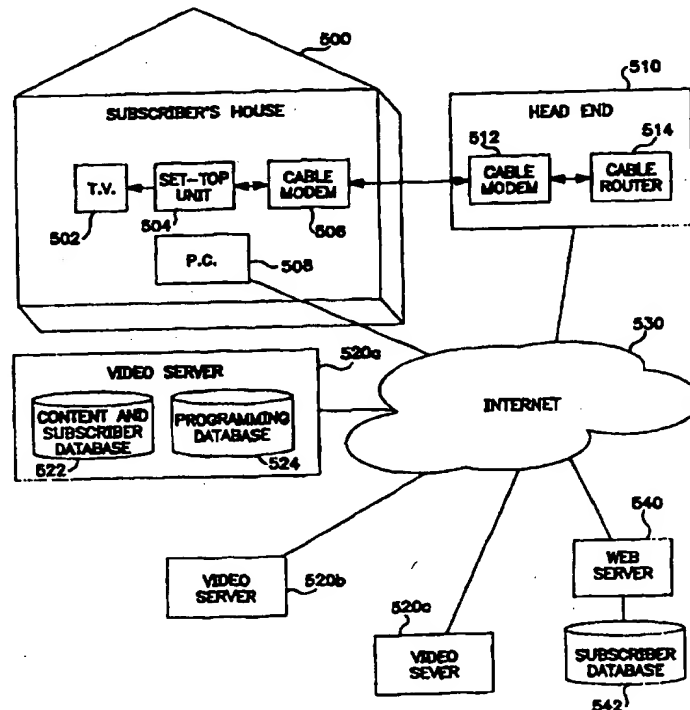 500
SUBSCRIBER'S HOUSE
T.V.
502
SET-TOP
UNIT
504
CABLE
MODEM
506
P.C.
508
510
HEAD END
512
CABLE
MODEM
514
CABLE
ROUTER
530
INTERNET
520a
VIDEO SERVER
CONTENT AND
SUBSCRIBER
DATABASE
522
PROGRAMMING
DATABASE
524
VIDEO
SERVER
520b
520c
VIDEO
SEVER
540
WEB
SERVER
SUBSCRIBER
DATABASE
542